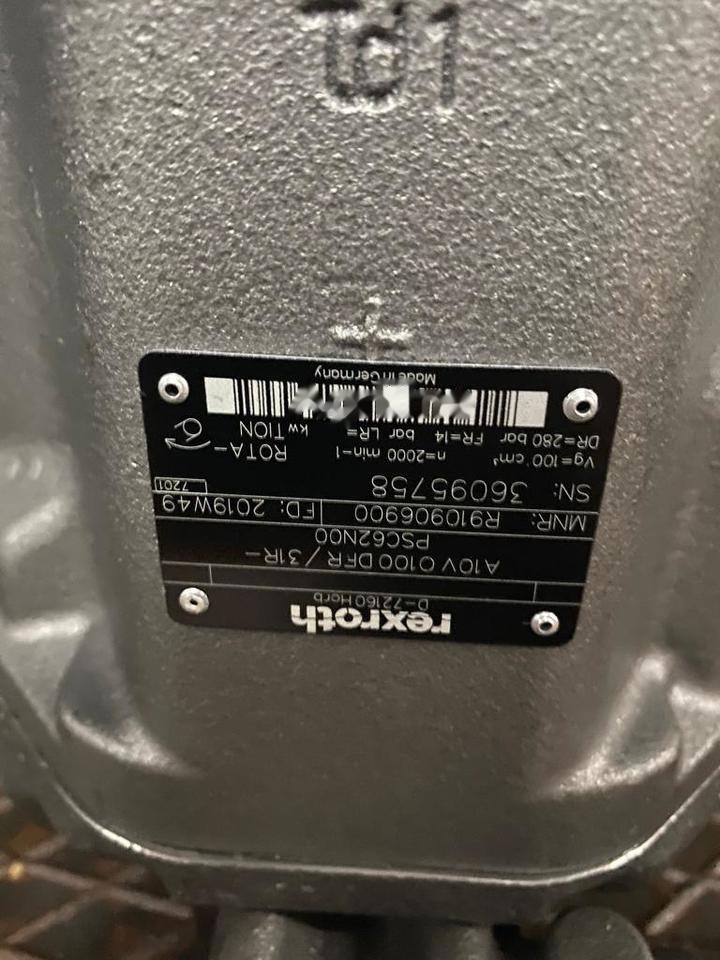 rexroth
D-72160 Horb
A10V O100 DFR /31R-
PSC62N00
MNR: R910906900 FD: 2019W49
SN: 36095758 7201
Vg=100 cm³ n=2000 min-1 ROTA-
DR=280 bar FR=14 bar LR= kw TION
Made in Germany